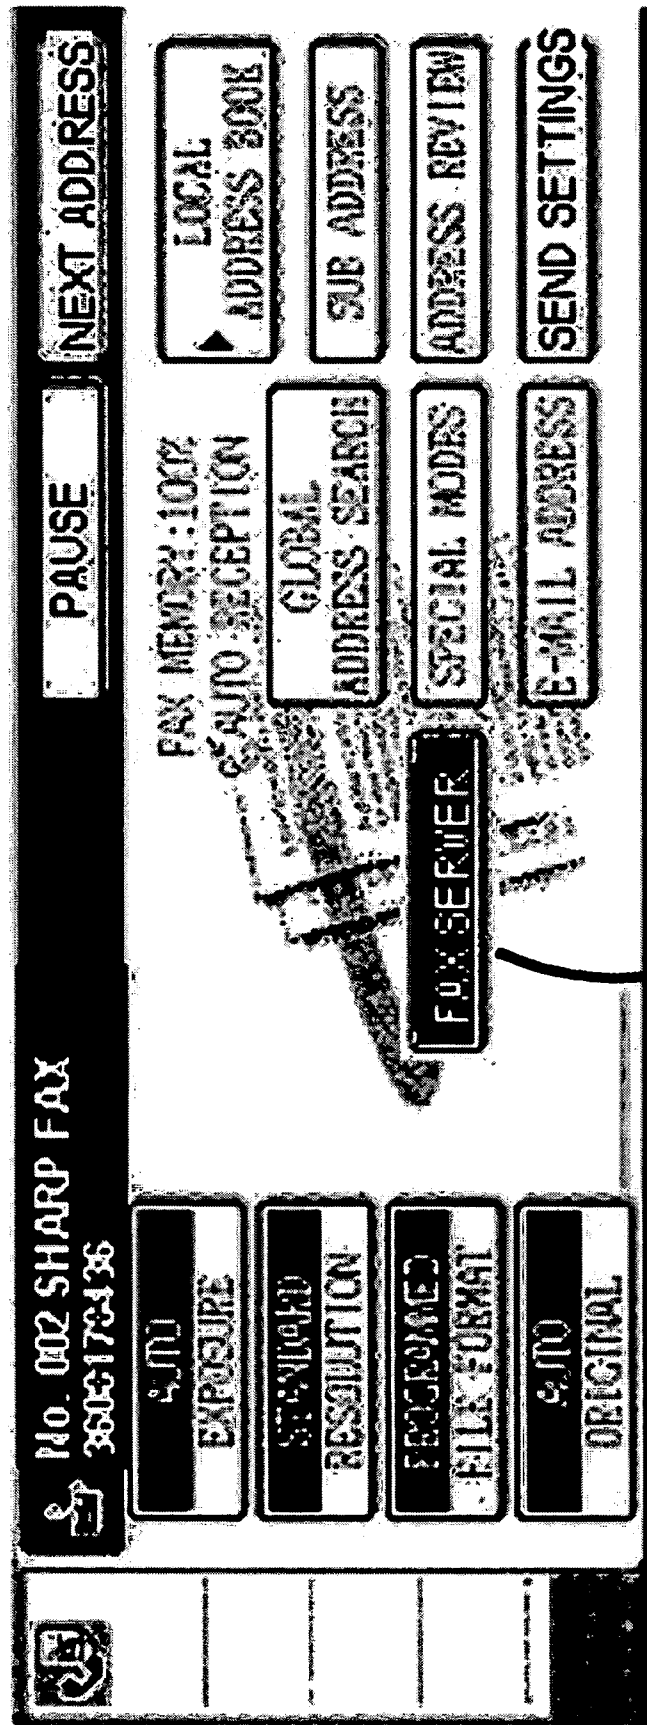 No. 002 SHARP FAX
PAUSE
NEXT ADDRESS
FAX MEMORY:100%
AUTO RECEPTION
AUTO
EXPOSURE
STANDARD
RESOLUTION
PROGRAMMED
FILE FORMAT
AUTO
ORIGINAL
FAX SERVER
GLOBAL
ADDRESS SEARCH
SPECIAL MODES
E-MAIL ADDRESS
LOCAL
ADDRESS BOOK
SUB ADDRESS
ADDRESS REVIEW
SEND SETTINGS